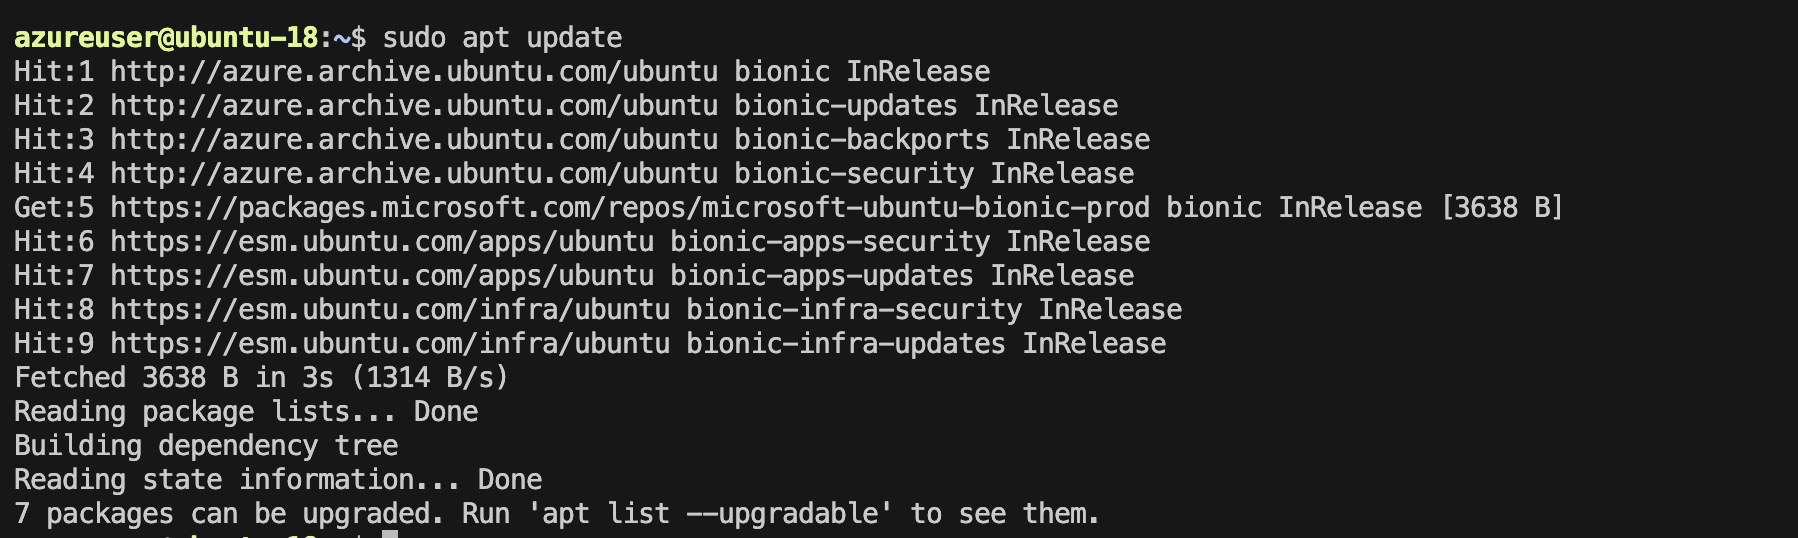 azureuser@ubuntu-18:~$ sudo apt update
Hit:1 http://azure.archive.ubuntu.com/ubuntu bionic InRelease
Hit:2 http://azure.archive.ubuntu.com/ubuntu bionic-updates InRelease
Hit:3 http://azure.archive.ubuntu.com/ubuntu bionic-backports InRelease
Hit:4 http://azure.archive.ubuntu.com/ubuntu bionic-security InRelease
Get:5 https://packages.microsoft.com/repos/microsoft-ubuntu-bionic-prod bionic InRelease [3638 B]
Hit:6 https://esm.ubuntu.com/apps/ubuntu bionic-apps-security InRelease
Hit:7 https://esm.ubuntu.com/apps/ubuntu bionic-apps-updates InRelease
Hit:8 https://esm.ubuntu.com/infra/ubuntu bionic-infra-security InRelease
Hit:9 https://esm.ubuntu.com/infra/ubuntu bionic-infra-updates InRelease
Fetched 3638 B in 3s (1314 B/s)
Reading package lists... Done
Building dependency tree
Reading state information... Done
7 packages can be upgraded. Run 'apt list --upgradable' to see them.